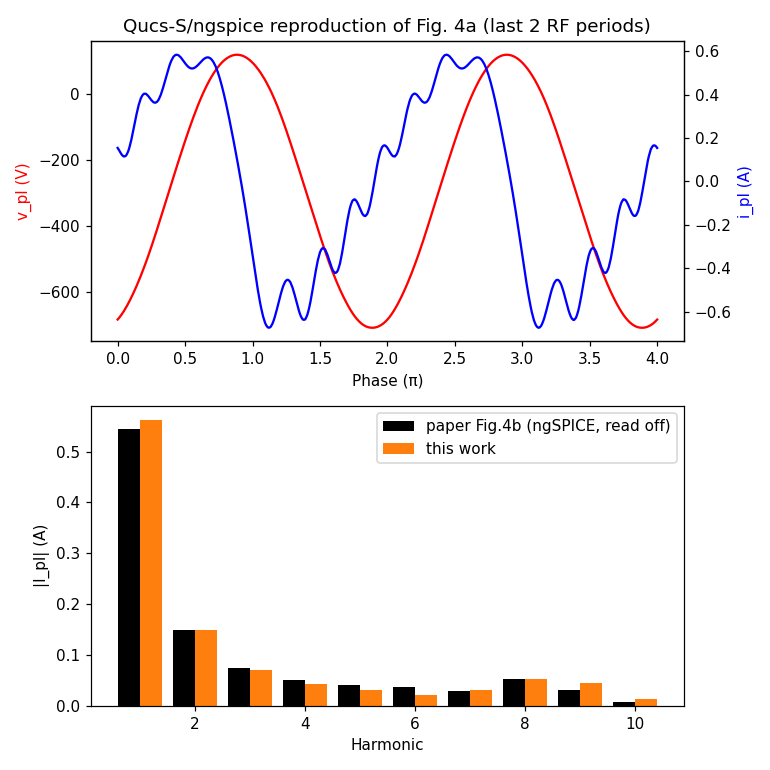 Qucs-S/ngspice reproduction of Fig. 4a (last 2 RF periods)
v_pl (V)
0
−200
−400
−600
0.6
0.4
0.2
0.0
−0.2
−0.4
−0.6
i_pl (A)
0.0 0.5 1.0 1.5 2.0 2.5 3.0 3.5 4.0
Phase (π)
paper Fig.4b (ngSPICE, read off)
this work
|I_pl| (A)
0.5
0.4
0.3
0.2
0.1
0.0
2 4 6 8 10
Harmonic